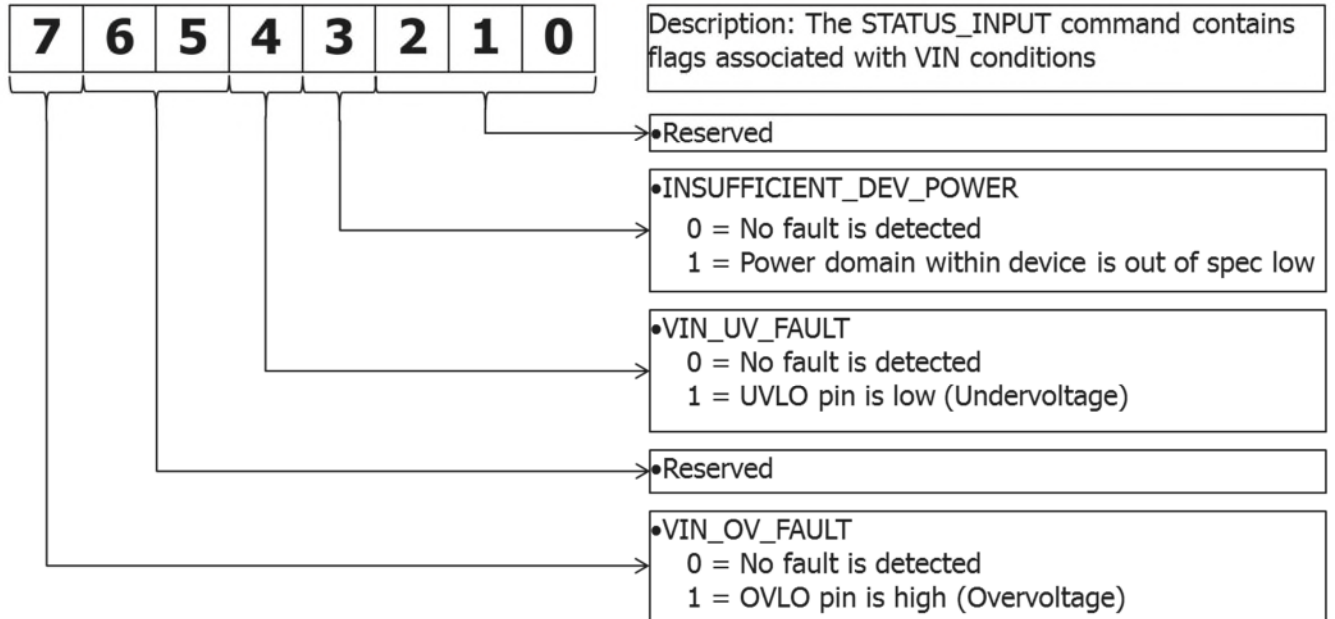 7 6 5 4 3 2 1 0
Description: The STATUS_INPUT command contains
flags associated with VIN conditions
•Reserved
•INSUFFICIENT_DEV_POWER
0 = No fault is detected
1 = Power domain within device is out of spec low
•VIN_UV_FAULT
0 = No fault is detected
1 = UVLO pin is low (Undervoltage)
•Reserved
•VIN_OV_FAULT
0 = No fault is detected
1 = OVLO pin is high (Overvoltage)